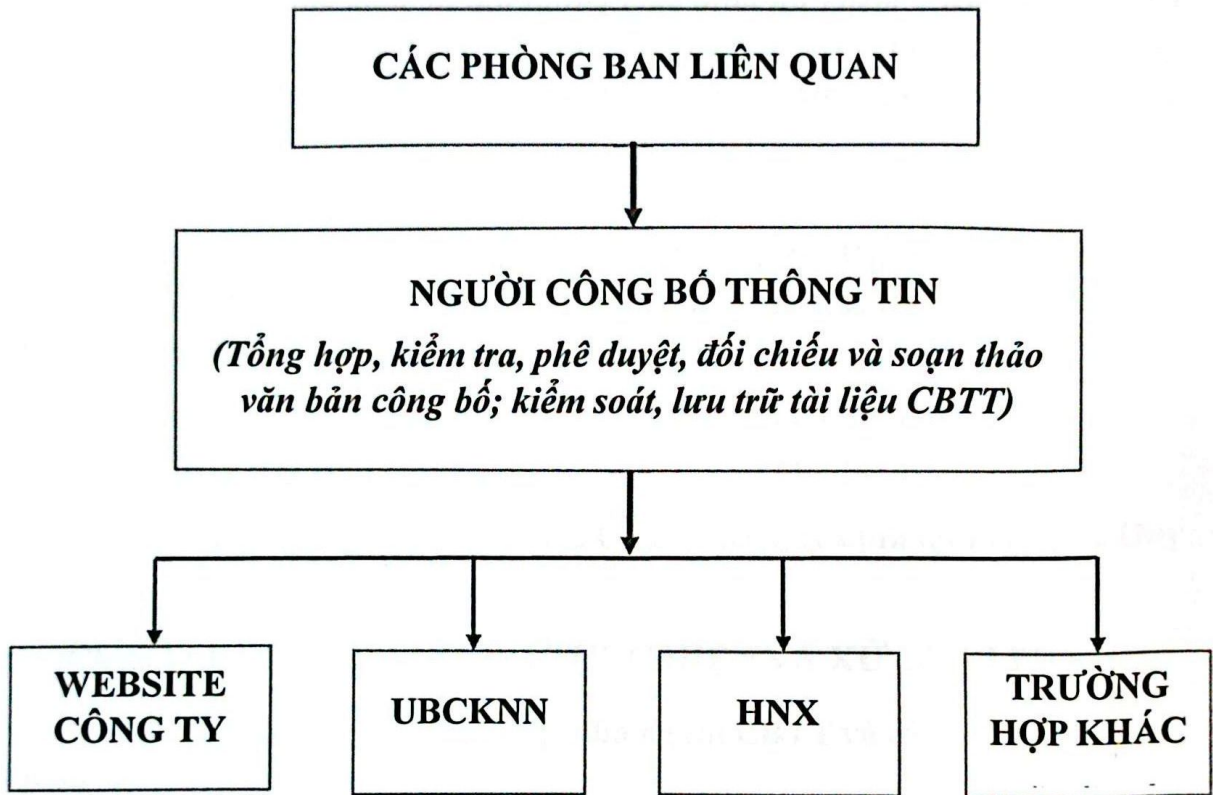 CÁC PHÒNG BAN LIÊN QUAN
NGƯỜI CÔNG BỐ THÔNG TIN
(Tổng hợp, kiểm tra, phê duyệt, đối chiếu và soạn thảo
văn bản công bố; kiểm soát, lưu trữ tài liệu CBTT)
WEBSITE
CÔNG TY
UBCKNN
HNX
TRƯỜNG
HỢP KHÁC